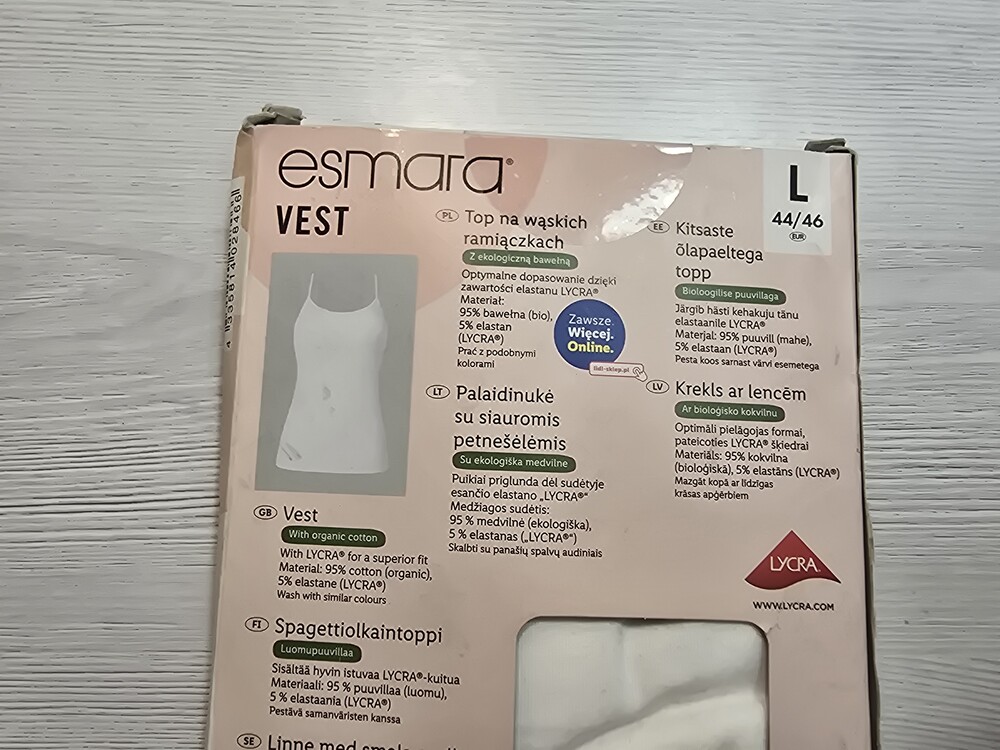 esmara®
VEST
L
44/46
EUR
PL Top na wąskich
ramiączkach
Z ekologiczną bawełną
Optymalne dopasowanie dzięki
zawartości elastanu LYCRA®
Materiał:
95% bawełna (bio),
5% elastan
(LYCRA®)
Prać z podobnymi
kolorami
Zawsze.
Więcej.
Online.
lidl-sklep.pl
EE Kitsaste
õlapaeltega
topp
Bioloogilise puuvillaga
Järgib hästi kehakuju tänu
elastaanile LYCRA®
Materjal: 95% puuvill (mahe),
5% elastaan (LYCRA®)
Pesta koos sarnast värvi esemetega
LT Palaidinukė
su siauromis
petnešėlėmis
Su ekologiška medvilne
Puikiai priglunda dėl sudėtyje
esančio elastano „LYCRA®“
Medžiagos sudėtis:
95 % medvilnė (ekologiška),
5 % elastanas („LYCRA®“)
Skalbti su panašių spalvų audiniais
LV Krekls ar lencēm
Ar bioloģisko kokvilnu
Optimāli pielāgojas formai,
pateicoties LYCRA® šķiedrai
Materiāls: 95% kokvilna
(bioloģiskā), 5% elastāns (LYCRA®)
Mazgāt kopā ar līdzīgas
krāsas apģērbiem
GB Vest
With organic cotton
With LYCRA® for a superior fit
Material: 95% cotton (organic),
5% elastane (LYCRA®)
Wash with similar colours
FI Spagettiolkaintoppi
Luomupuuvillaa
Sisältää hyvin istuvaa LYCRA®-kuitua
Materiaali: 95 % puuvillaa (luomu),
5 % elastaania (LYCRA®)
Pestävä samanväristen kanssa
SE Linne med
LYCRA®
WWW.LYCRA.COM